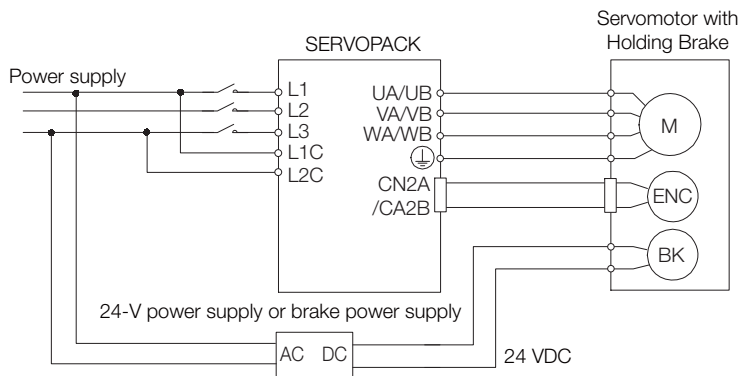 Servomotor with
Holding Brake
SERVOPACK
Power supply
L1
L2
L3
L1C
L2C
UA/UB
VA/VB
WA/WB
CN2A
/CA2B
M
ENC
BK
24-V power supply or brake power supply
AC DC
24 VDC